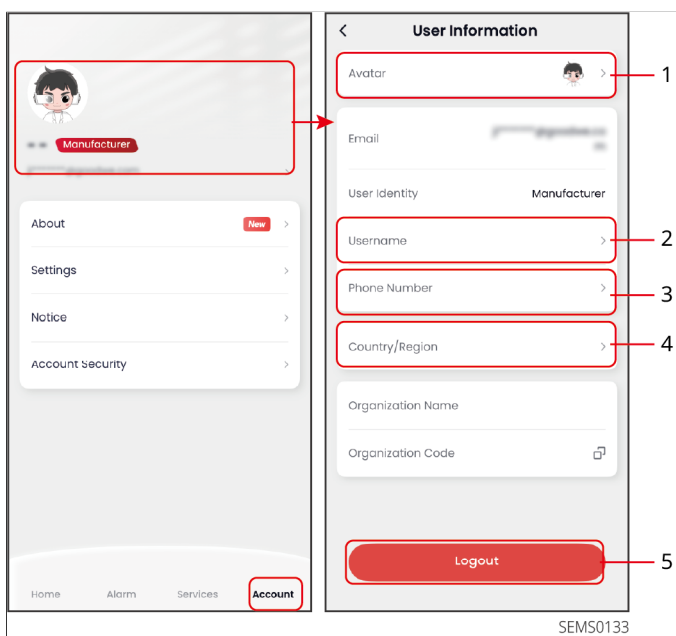 Manufacturer
About
New
Settings
Notice
Account Security
Home
Alarm
Services
Account
User Information
Avatar
1
Email
User Identity
Manufacturer
Username
2
Phone Number
3
Country/Region
4
Organization Name
Organization Code
Logout
5
SEMS0133